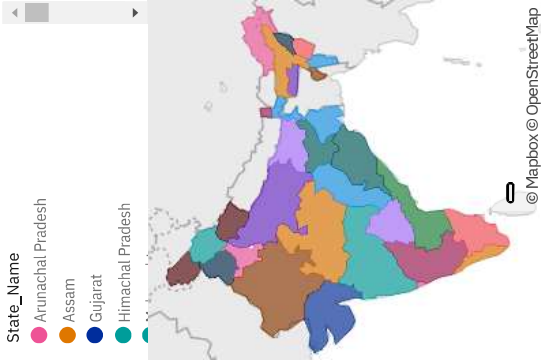 State_Name
Arunachal Pradesh
Assam
Gujarat
Himachal Pradesh
© Mapbox © OpenStreetMap